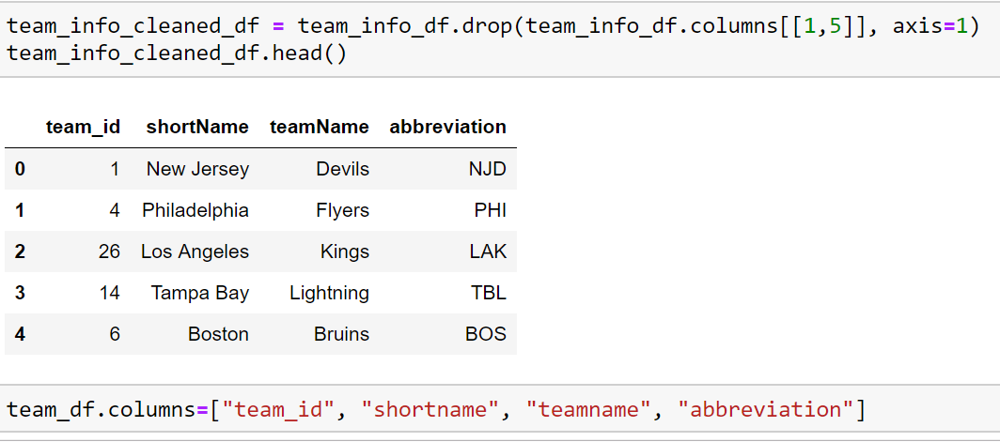 team_info_cleaned_df = team_info_df.drop(team_info_df.columns[[1,5]], axis=1)
team_info_cleaned_df.head()
team_id shortName teamName abbreviation
0 1 New Jersey Devils NJD
1 4 Philadelphia Flyers PHI
2 26 Los Angeles Kings LAK
3 14 Tampa Bay Lightning TBL
4 6 Boston Bruins BOS
team_df.columns=["team_id", "shortname", "teamname", "abbreviation"]